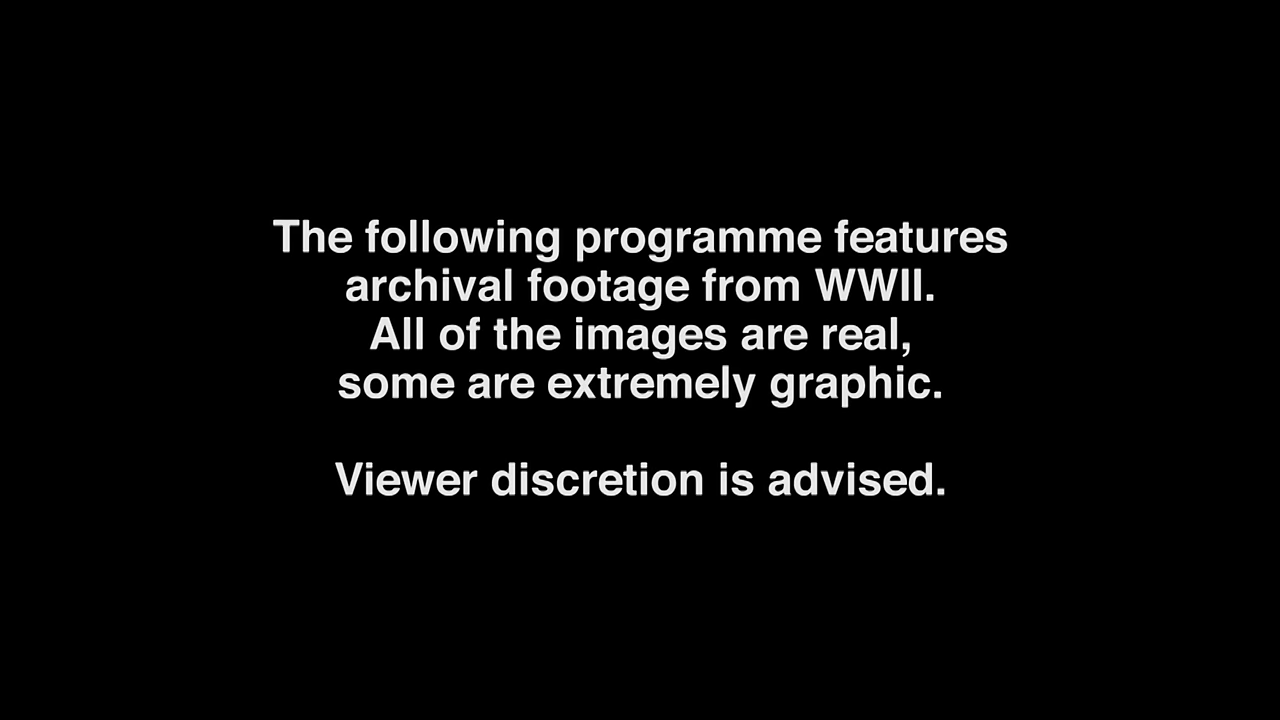 The following programme features
archival footage from WWII.
All of the images are real,
some are extremely graphic.
Viewer discretion is advised.